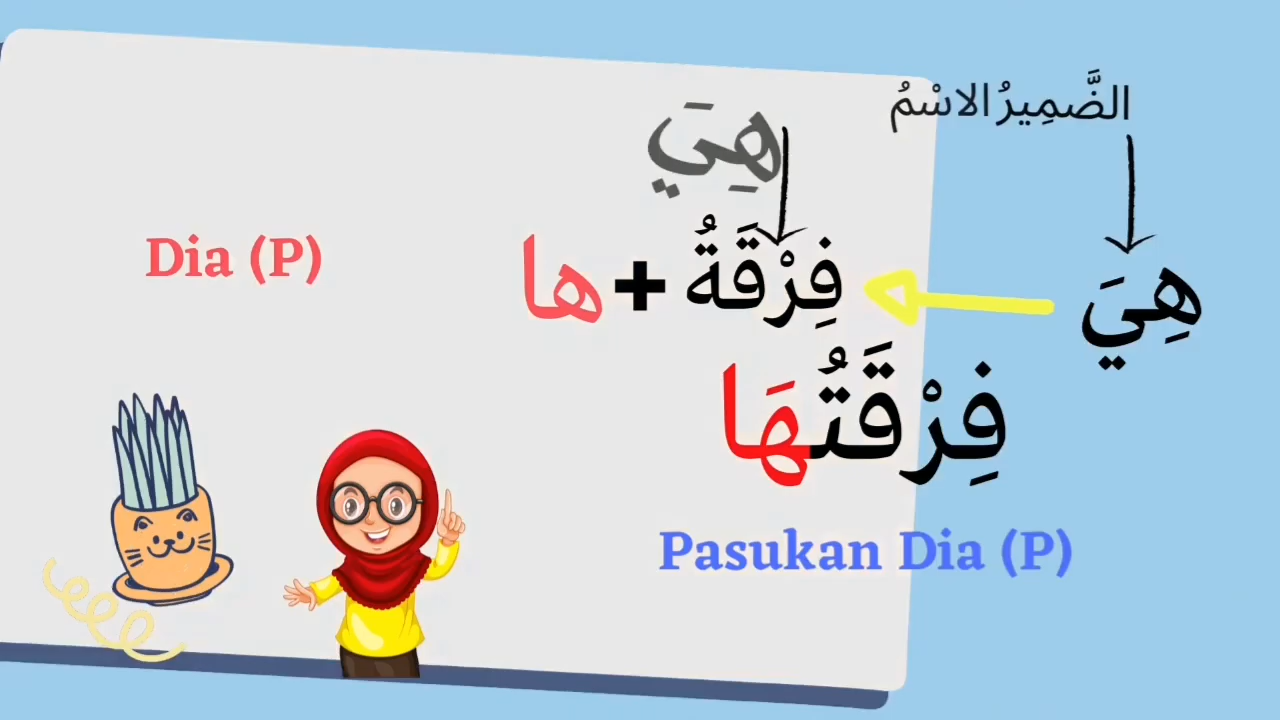 الضَّمِيرُ الاسْمُ
هِيَ
هِيَ
فِرْقَةُ + ها
Dia (P)
فِرْقَتُهَا
Pasukan Dia (P)